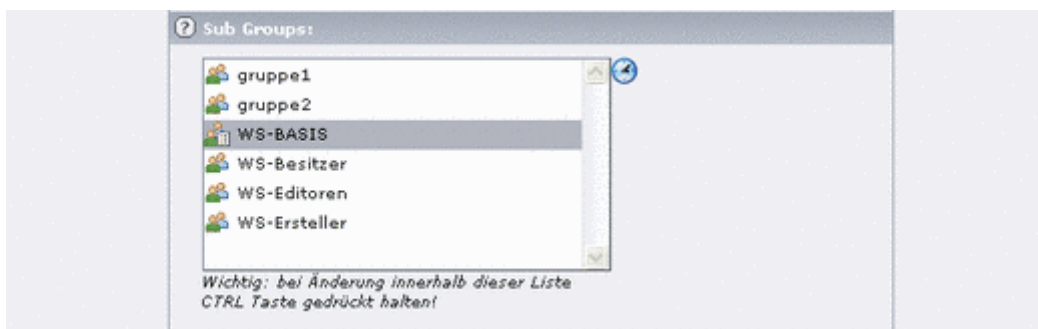 Sub Groups:
gruppe1
gruppe2
WS-BASIS
WS-Besitzer
WS-Editoren
WS-Ersteller
Wichtig: bei Änderung innerhalb dieser Liste
CTRL Taste gedrückt halten!